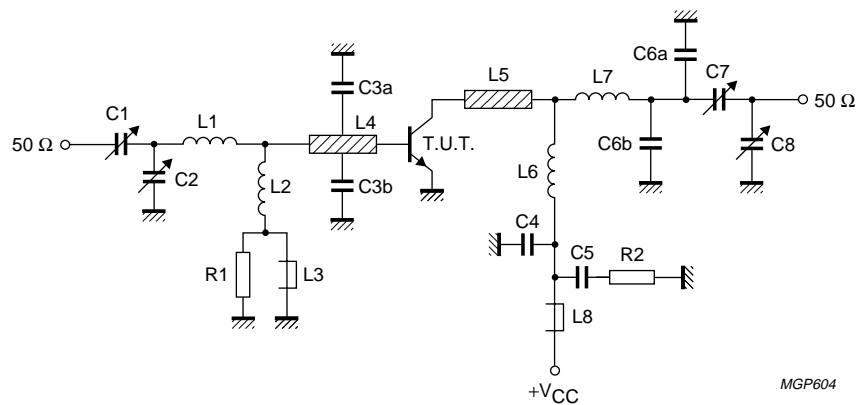 C6a
C3a
L5
L7
C7
50 Ω
C1
L1
L4
50 Ω
T.U.T.
C6b
C8
C2
L2
C3b
L6
C4
R1
L3
C5
R2
L8
+VCC
MGP604